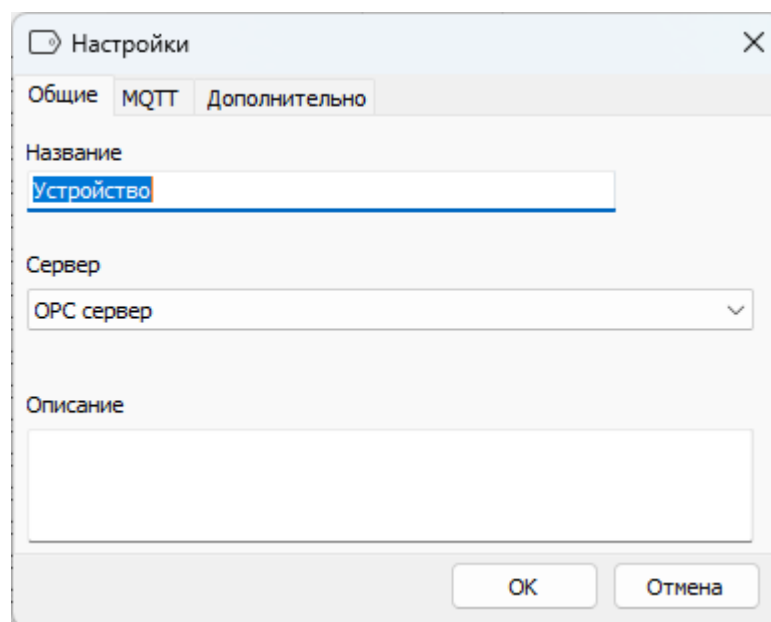 Настройки
Общие MQTT Дополнительно
Название
Устройство
Сервер
OPC сервер
Описание
OK Отмена